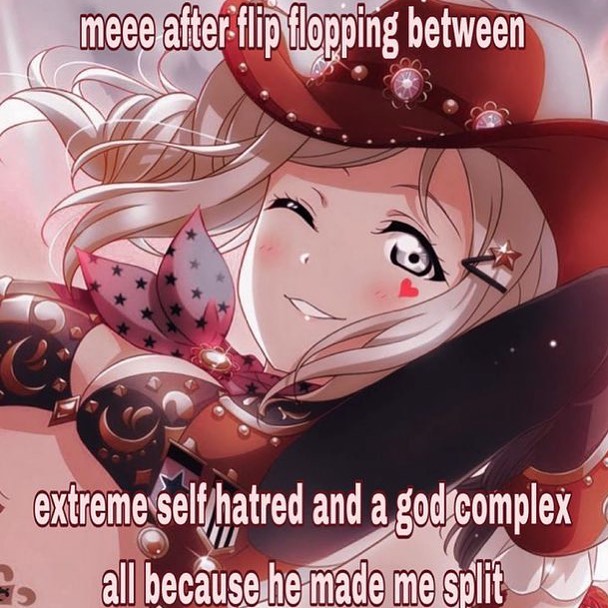 meee after flip flopping between
extreme self hatred and a god complex
all because he made me split